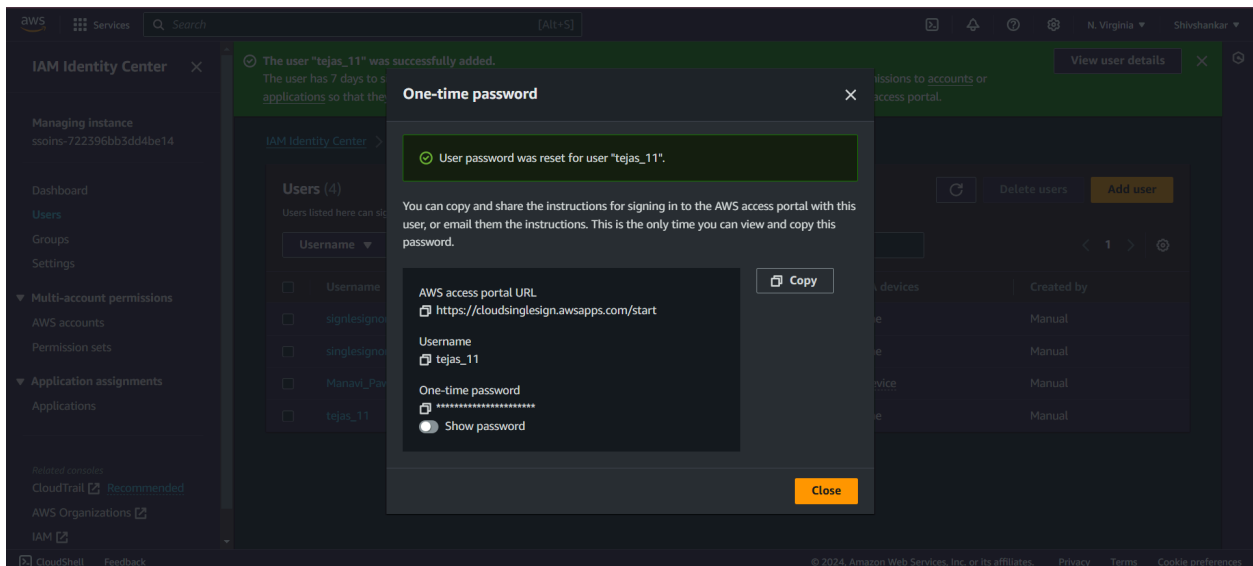 aws
Services
Search
[Alt+S]
N. Virginia ▼
Shivshankar ▼
IAM Identity Center
The user "tejas_11" was successfully added.
The user has 7 days to s
issions to accounts or
applications so that the
access portal.
View user details
Managing instance
ssoins-722396bb3dd4be14
Dashboard
Users
Groups
Settings
▼ Multi-account permissions
AWS accounts
Permission sets
▼ Application assignments
Applications
Related consoles
CloudTrail Recommended
AWS Organizations
IAM
IAM Identity Center >
Users (4)
Users listed here can sig
Delete users
Add user
Username ▼
< 1 >
Username
devices
Created by
signlesigno
Manual
singlesigno
Manual
Manavi_Paw
evice
Manual
tejas_11
Manual
One-time password
User password was reset for user "tejas_11".
You can copy and share the instructions for signing in to the AWS access portal with this
user, or email them the instructions. This is the only time you can view and copy this
password.
AWS access portal URL
https://cloudsinglesign.awsapps.com/start
Username
tejas_11
One-time password
**********************
Show password
Copy
Close
CloudShell Feedback
© 2024, Amazon Web Services, Inc. or its affiliates. Privacy Terms Cookie preferences